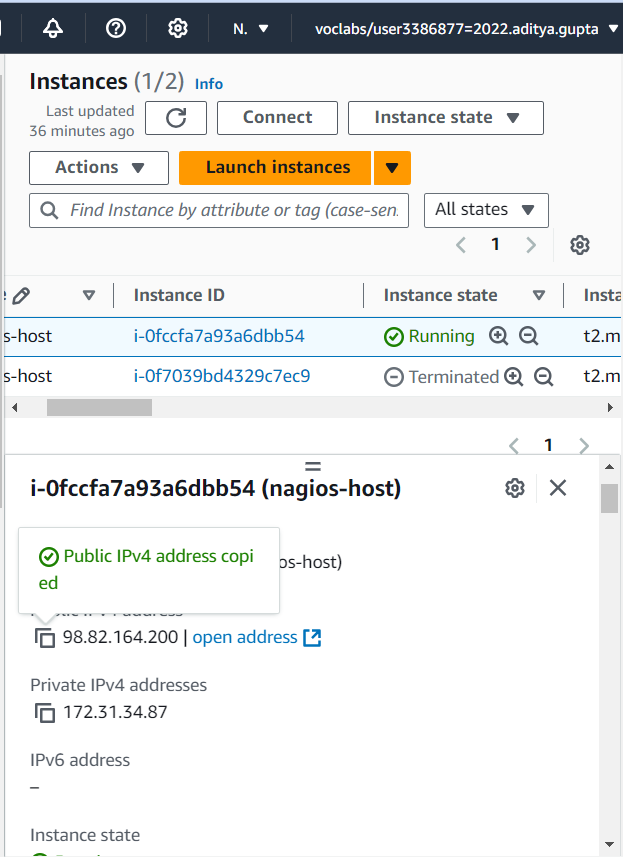 N.
voclabs/user3386877=2022.aditya.gupta
Instances (1/2) Info
Last updated
36 minutes ago
Connect
Instance state
Actions
Launch instances
Find Instance by attribute or tag (case-sen.
All states
1
Instance ID
Instance state
Insta
s-host
i-0fccfa7a93a6dbb54
Running
t2.m
s-host
i-0f7039bd4329c7ec9
Terminated
t2.m
1
i-0fccfa7a93a6dbb54 (nagios-host)
Public IPv4 address copi
ed
os-host)
98.82.164.200 | open address
Private IPv4 addresses
172.31.34.87
IPv6 address
–
Instance state